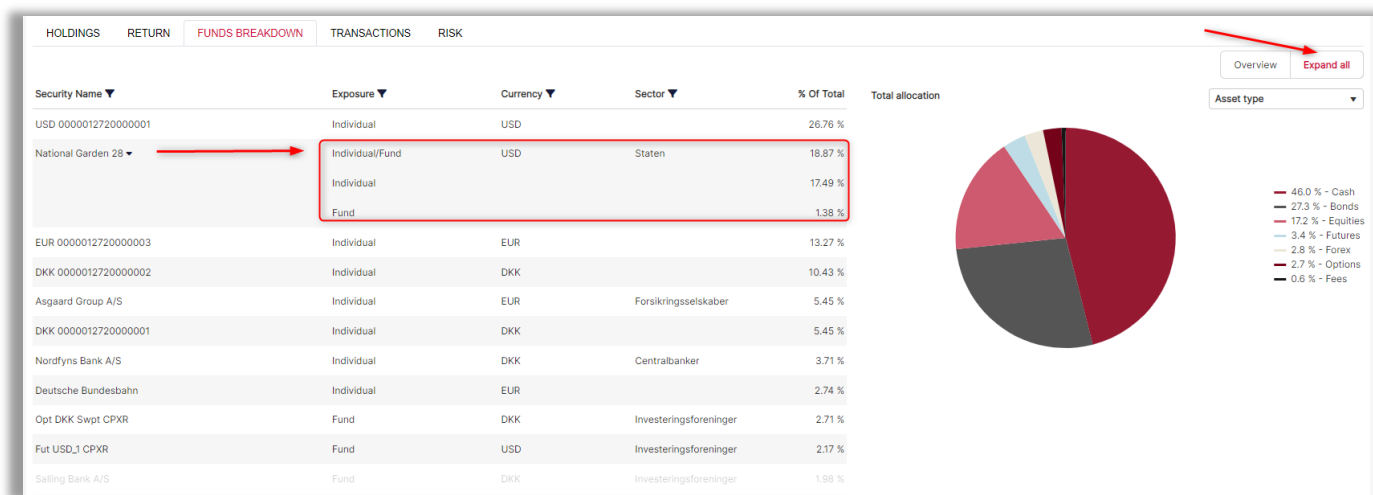 HOLDINGS RETURN FUNDS BREAKDOWN TRANSACTIONS RISK
Overview Expand all
Security Name Exposure Currency Sector % Of Total
Total allocation Asset type
USD 0000012720000001 Individual USD 26.76 %
National Garden 28 Individual/Fund USD Staten 18.87 %
Individual 17.49 %
Fund 1.38 %
EUR 0000012720000003 Individual EUR 13.27 %
DKK 0000012720000002 Individual DKK 10.43 %
Asgaard Group A/S Individual EUR Forsikringsselskaber 5.45 %
DKK 0000012720000001 Individual DKK 5.45 %
Nordfyns Bank A/S Individual DKK Centralbanker 3.71 %
Deutsche Bundesbahn Individual EUR 2.74 %
Opt DKK Swpt CPXR Fund DKK Investeringsforeninger 2.71 %
Fut USD_1 CPXR Fund USD Investeringsforeninger 2.17 %
Salling Bank A/S Fund DKK Investeringsforeninger 1.98 %
46.0 % - Cash
27.3 % - Bonds
17.2 % - Equities
3.4 % - Futures
2.8 % - Forex
2.7 % - Options
0.6 % - Fees